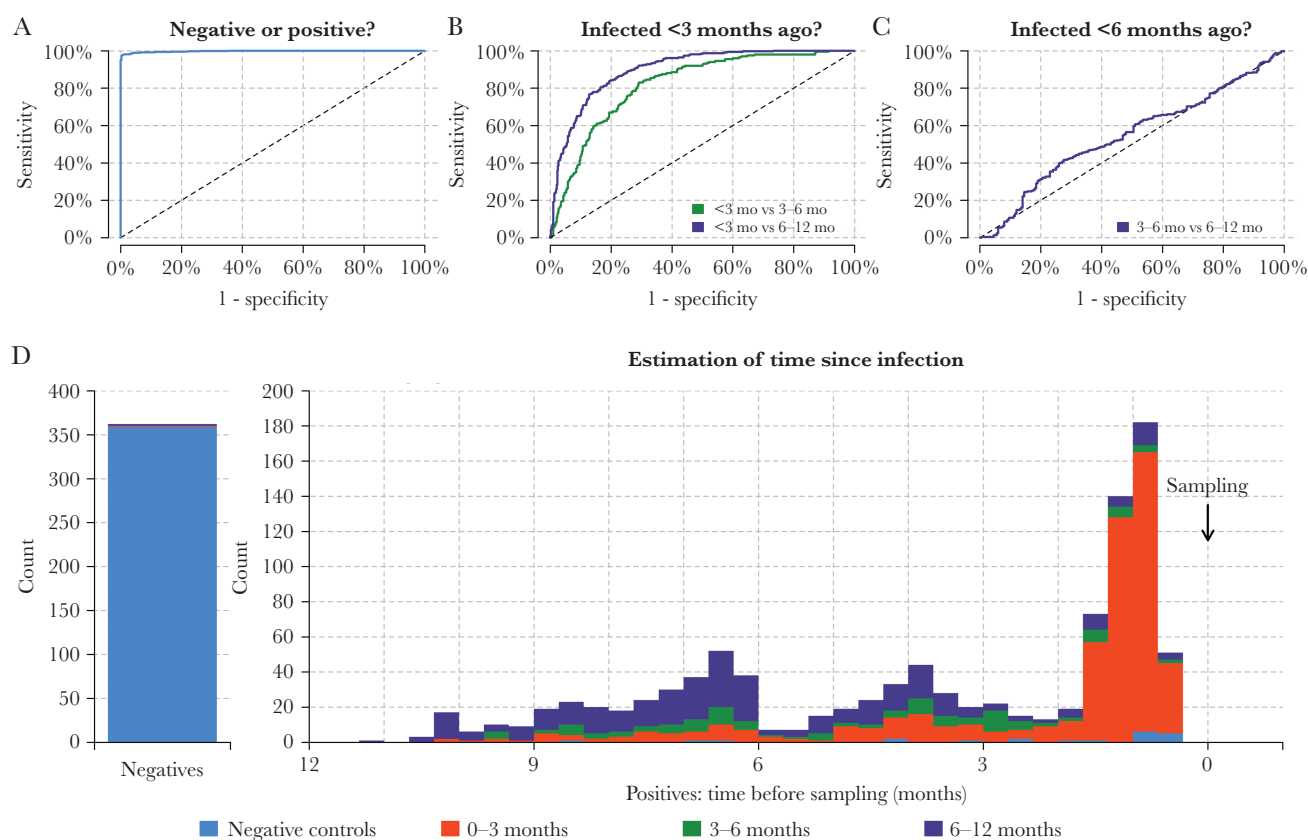 A
Negative or positive?
100%
80%
60%
40%
20%
0%
Sensitivity
0% 20% 40% 60% 80% 100%
1 - specificity
B
Infected <3 months ago?
100%
80%
60%
40%
20%
0%
Sensitivity
<3 mo vs 3–6 mo
<3 mo vs 6–12 mo
0% 20% 40% 60% 80% 100%
1 - specificity
C
Infected <6 months ago?
100%
80%
60%
40%
20%
0%
Sensitivity
3–6 mo vs 6–12 mo
0% 20% 40% 60% 80% 100%
1 - specificity
D
Estimation of time since infection
400
350
300
250
200
150
100
50
0
Count
Negatives
200
180
160
140
120
100
80
60
40
20
0
Count
Sampling
12 9 6 3 0
Positives: time before sampling (months)
Negative controls 0–3 months 3–6 months 6–12 months